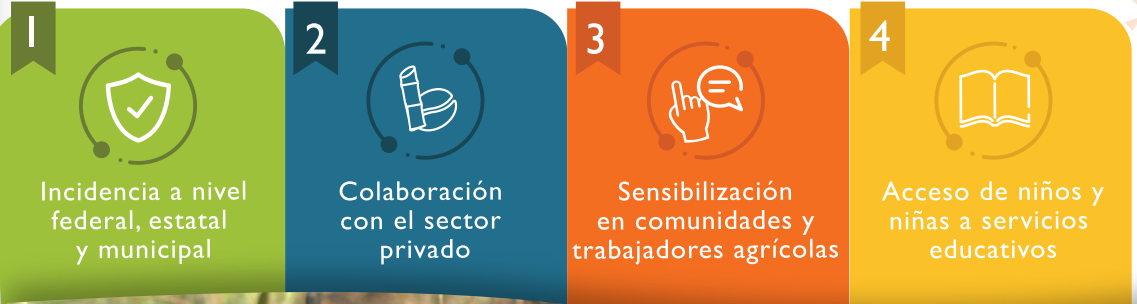 1
Incidencia a nivel
federal, estatal
y municipal
2
Colaboración
con el sector
privado
3
Sensibilización
en comunidades y
trabajadores agrícolas
4
Acceso de niños y
niñas a servicios
educativos